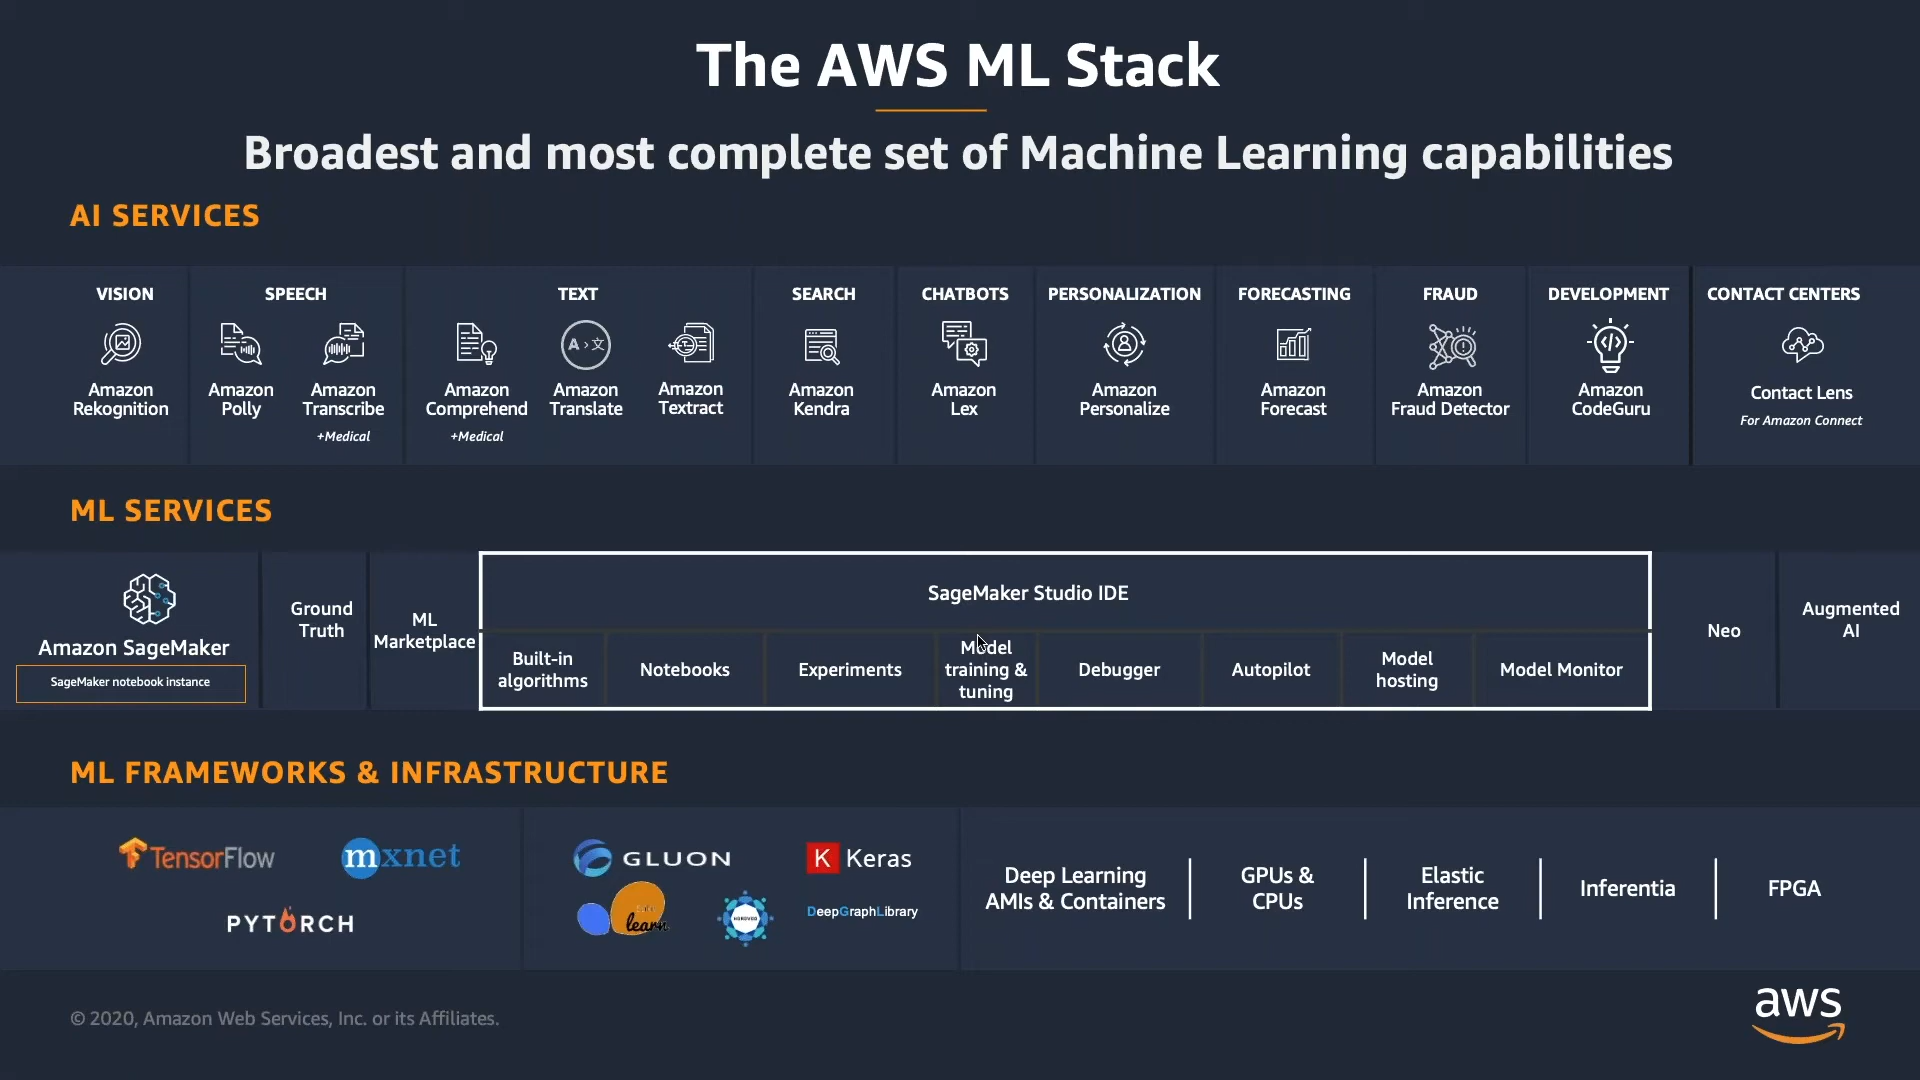 The AWS ML Stack
Broadest and most complete set of Machine Learning capabilities
AI SERVICES
VISION
Amazon
Rekognition
SPEECH
Amazon
Polly
Amazon
Transcribe
+Medical
TEXT
Amazon
Comprehend
+Medical
A > 文
Amazon
Translate
Amazon
Textract
SEARCH
Amazon
Kendra
CHATBOTS
Amazon
Lex
PERSONALIZATION
Amazon
Personalize
FORECASTING
Amazon
Forecast
FRAUD
Amazon
Fraud Detector
DEVELOPMENT
Amazon
CodeGuru
CONTACT CENTERS
Contact Lens
For Amazon Connect
ML SERVICES
Amazon SageMaker
SageMaker notebook instance
Ground
Truth
ML
Marketplace
SageMaker Studio IDE
Built-in
algorithms
Notebooks
Experiments
Model
training &
tuning
Debugger
Autopilot
Model
hosting
Model Monitor
Neo
Augmented
AI
ML FRAMEWORKS & INFRASTRUCTURE
TensorFlow
mxnet
PYTORCH
GLUON
K Keras
learn
HOROVOD
DeepGraphLibrary
Deep Learning
AMIs & Containers
GPUs &
CPUs
Elastic
Inference
Inferentia
FPGA
© 2020, Amazon Web Services, Inc. or its Affiliates.
aws